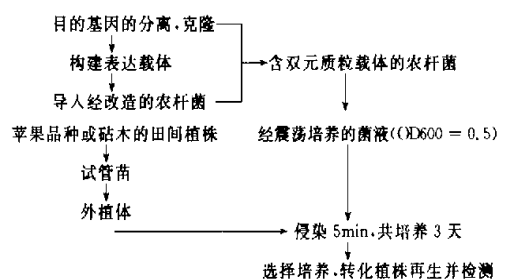 目的基因的分离、克隆
构建表达载体
含双元质粒载体的农杆菌
导入经改造的农杆菌
苹果品种或砧木的田间植株
经震荡培养的菌液(OD600 = 0.5)
试管苗
外植体
侵染 5min、共培养 3 天
选择培养、转化植株再生并检测